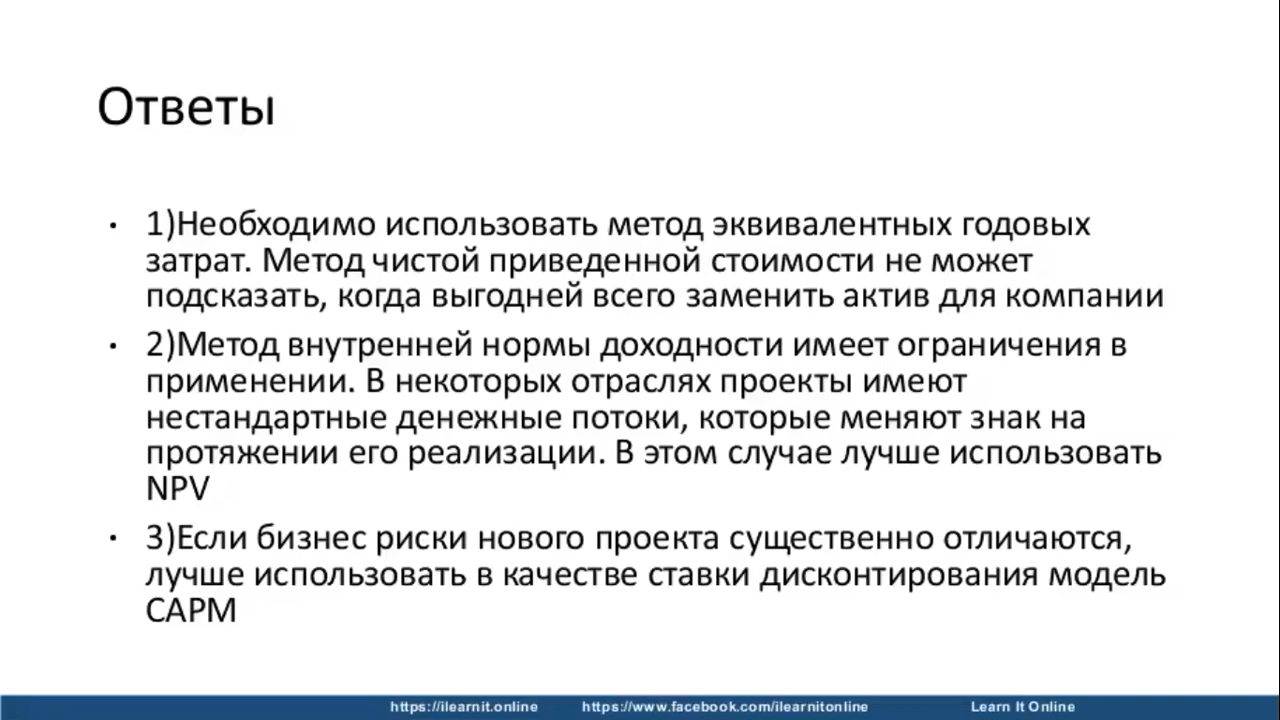 Ответы
• 1)Необходимо использовать метод эквивалентных годовых
затрат. Метод чистой приведенной стоимости не может
подсказать, когда выгодней всего заменить актив для компании
• 2)Метод внутренней нормы доходности имеет ограничения в
применении. В некоторых отраслях проекты имеют
нестандартные денежные потоки, которые меняют знак на
протяжении его реализации. В этом случае лучше использовать
NPV
• 3)Если бизнес риски нового проекта существенно отличаются,
лучше использовать в качестве ставки дисконтирования модель
CAPM
https://ilearnit.online https://www.facebook.com/ilearnitonline Learn It Online